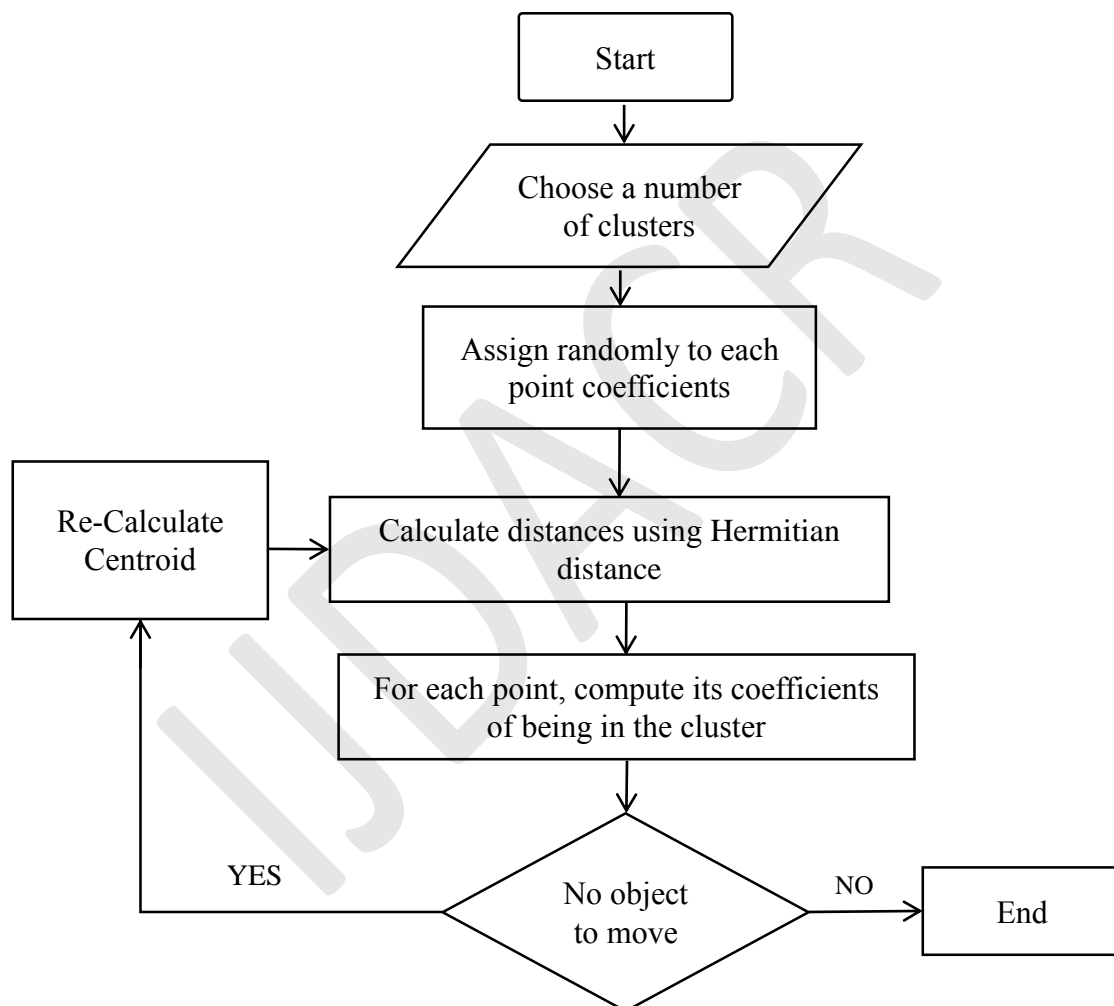 Start
Choose a number
of clusters
Assign randomly to each
point coefficients
Re-Calculate
Centroid
Calculate distances using Hermitian
distance
For each point, compute its coefficients
of being in the cluster
YES
No object
to move
NO
End
IJDACR